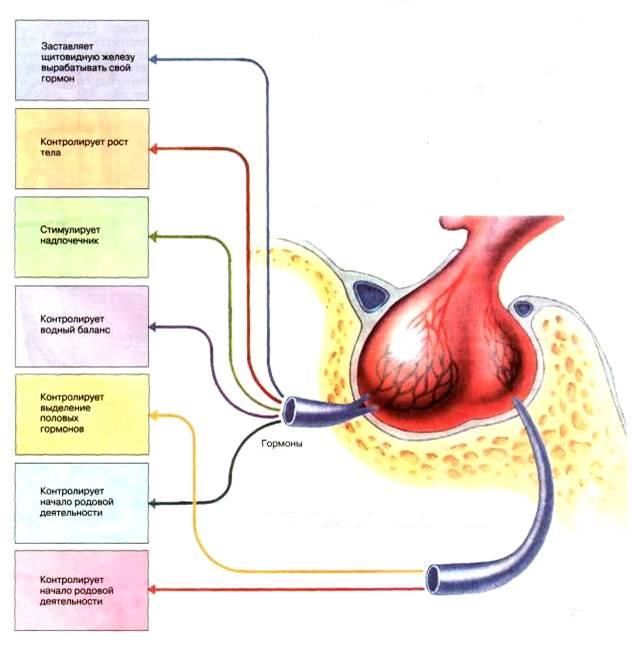 Заставляет
щитовидную железу
вырабатывать свой
гормон
Контролирует рост
тела
Стимулирует
надпочечник
Контролирует
водный баланс
Контролирует
выделение
половых
гормонов
Гормоны
Контролирует
начало родовой
деятельности
Контролирует
начало родовой
деятельности